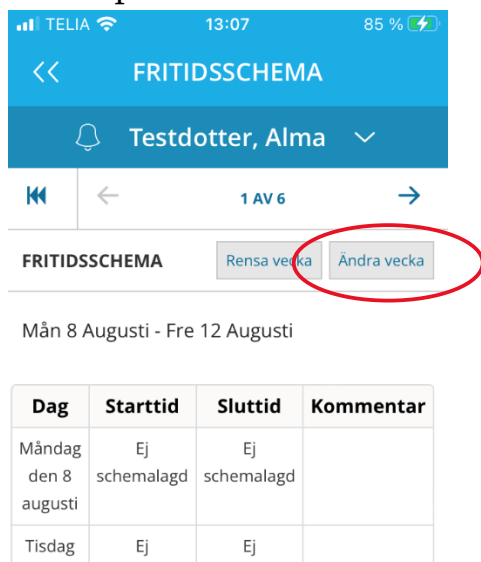 TELIA 13:07 85 %
<< FRITIDSSCHEMA
Testdotter, Alma
1 AV 6
FRITIDSSCHEMA Rensa vecka Ändra vecka
Mån 8 Augusti - Fre 12 Augusti
Dag Starttid Sluttid Kommentar
Måndag Ej Ej
den 8 schemalagd schemalagd
augusti
Tisdag Ej Ej